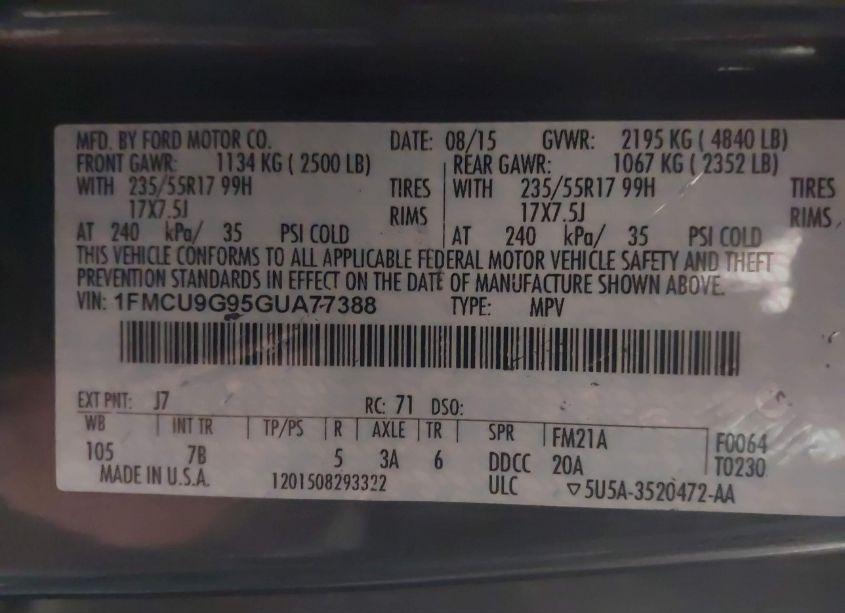 MFD. BY FORD MOTOR CO. DATE: 08/15 GVWR: 2195 KG ( 4840 LB)
FRONT GAWR: 1134 KG ( 2500 LB) REAR GAWR: 1067 KG ( 2352 LB)
WITH 235/55R17 99H TIRES WITH 235/55R17 99H TIRES
17X7.5J RIMS 17X7.5J RIMS
AT 240 kPa/ 35 PSI COLD AT 240 kPa/ 35 PSI COLD
THIS VEHICLE CONFORMS TO ALL APPLICABLE FEDERAL MOTOR VEHICLE SAFETY AND THEFT
PREVENTION STANDARDS IN EFFECT ON THE DATE OF MANUFACTURE SHOWN ABOVE.
VIN: 1FMCU9G95GUA77388 TYPE: MPV
EXT PNT: J7 RC: 71 DSO:
WB INT TR TP/PS R AXLE TR SPR FM21A F0064
105 7B 5 3A 6 DDCC 20A T0230
MADE IN U.S.A. 1201508293322 ULC ▽5U5A-3520472-AA